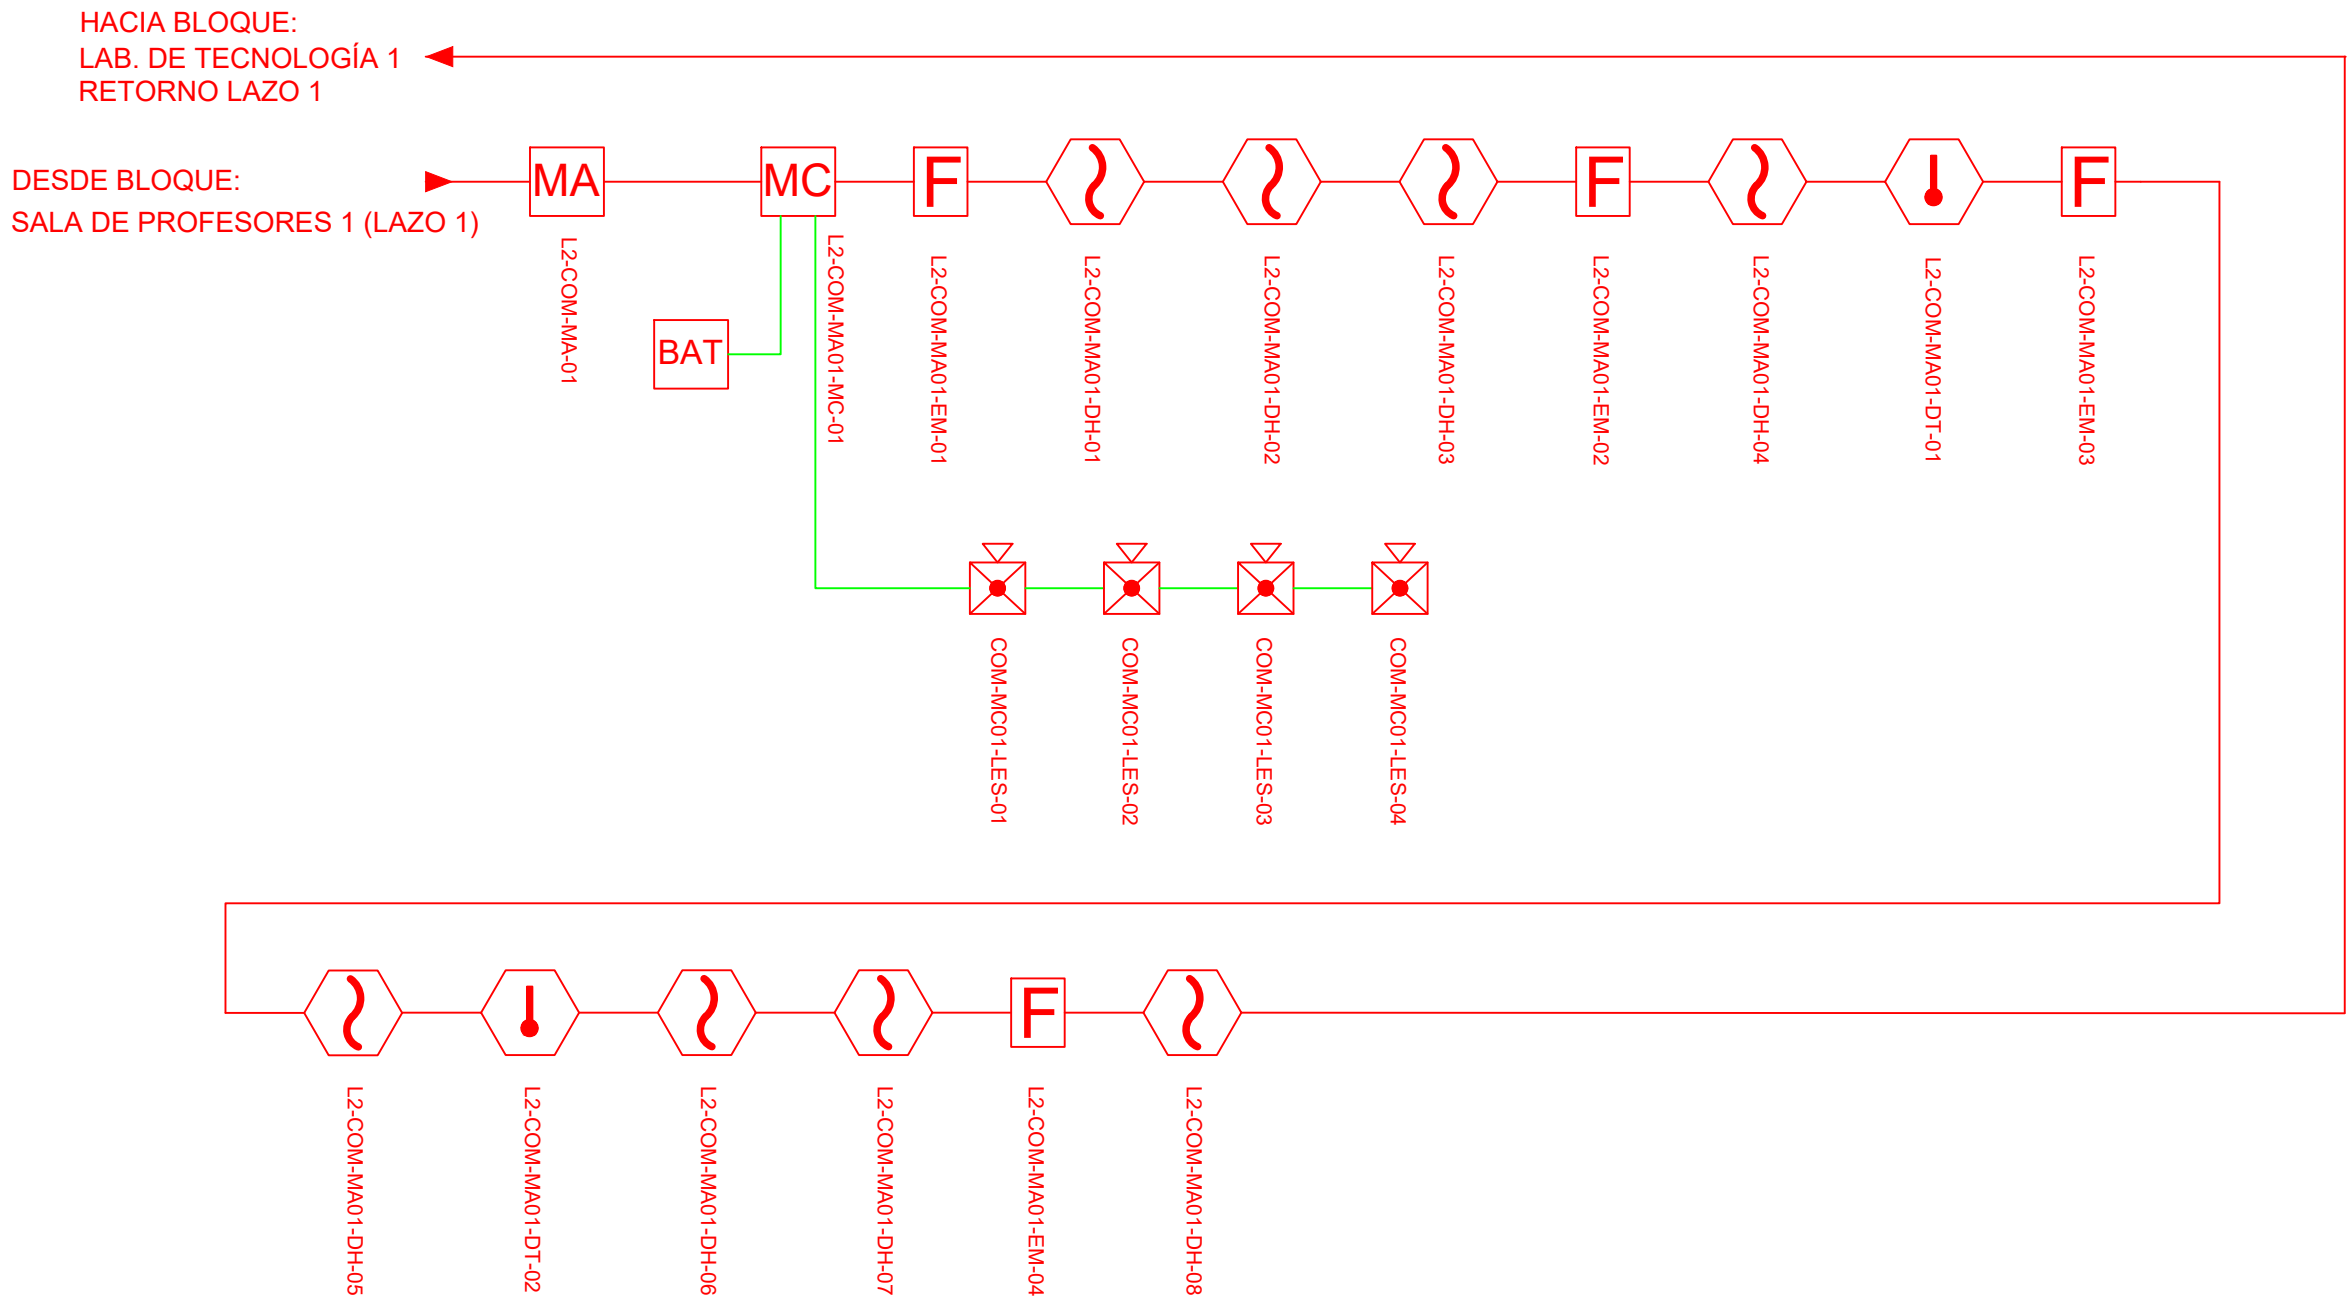 HACIA BLOQUE:
LAB. DE TECNOLOGÍA 1
RETORNO LAZO 1
DESDE BLOQUE:
SALA DE PROFESORES 1 (LAZO 1)
MA
MC
F
F
F
L2-COM-MA-01
L2-COM-MA01-MC-01
L2-COM-MA01-EM-01
L2-COM-MA01-DH-01
L2-COM-MA01-DH-02
L2-COM-MA01-DH-03
L2-COM-MA01-EM-02
L2-COM-MA01-DH-04
L2-COM-MA01-DT-01
L2-COM-MA01-EM-03
BAT
COM-MC01-LES-01
COM-MC01-LES-02
COM-MC01-LES-03
COM-MC01-LES-04
F
L2-COM-MA01-DH-05
L2-COM-MA01-DT-02
L2-COM-MA01-DH-06
L2-COM-MA01-DH-07
L2-COM-MA01-EM-04
L2-COM-MA01-DH-08